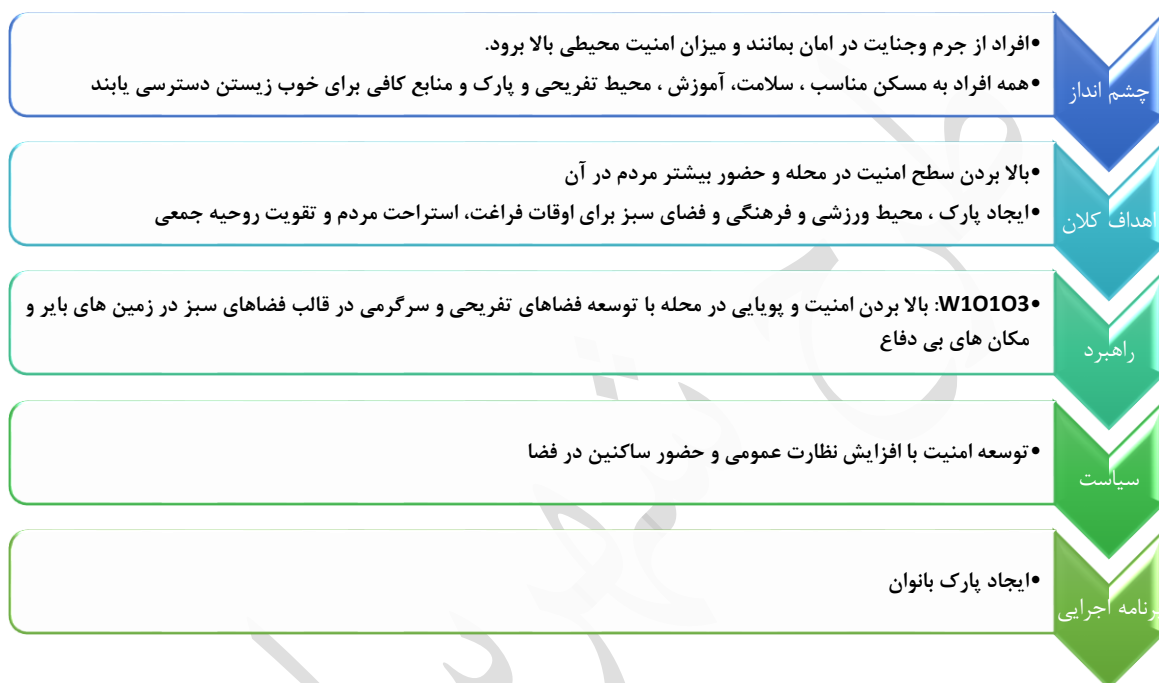 چشم انداز
•افراد از جرم وجنایت در امان بمانند و میزان امنیت محیطی بالا برود.
•همه افراد به مسکن مناسب ، سلامت، آموزش ، محیط تفریحی و پارک و منابع کافی برای خوب زیستن دسترسی یابند
اهداف کلان
•بالا بردن سطح امنیت در محله و حضور بیشتر مردم در آن
•ایجاد پارک ، محیط ورزشی و فرهنگی و فضای سبز برای اوقات فراغت، استراحت مردم و تقویت روحیه جمعی
راهبرد
•W1O1O3: بالا بردن امنیت و پویایی در محله با توسعه فضاهای تفریحی و سرگرمی در قالب فضاهای سبز در زمین های بایر و
مکان های بی دفاع
سیاست
•توسعه امنیت با افزایش نظارت عمومی و حضور ساکنین در فضا
برنامه اجرایی
•ایجاد پارک بانوان